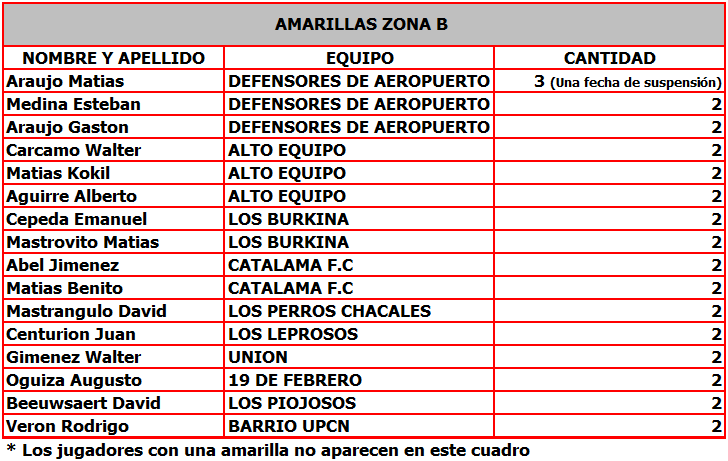 AMARILLAS ZONA B
NOMBRE Y APELLIDO EQUIPO CANTIDAD
Araujo Matias DEFENSORES DE AEROPUERTO 3 (Una fecha de suspensión)
Medina Esteban DEFENSORES DE AEROPUERTO 2
Araujo Gaston DEFENSORES DE AEROPUERTO 2
Carcamo Walter ALTO EQUIPO 2
Matias Kokil ALTO EQUIPO 2
Aguirre Alberto ALTO EQUIPO 2
Cepeda Emanuel LOS BURKINA 2
Mastrovito Matias LOS BURKINA 2
Abel Jimenez CATALAMA F.C 2
Matias Benito CATALAMA F.C 2
Mastrangulo David LOS PERROS CHACALES 2
Centurion Juan LOS LEPROSOS 2
Gimenez Walter UNION 2
Oguiza Augusto 19 DE FEBRERO 2
Beeuwsaert David LOS PIOJOSOS 2
Veron Rodrigo BARRIO UPCN 2
* Los jugadores con una amarilla no aparecen en este cuadro